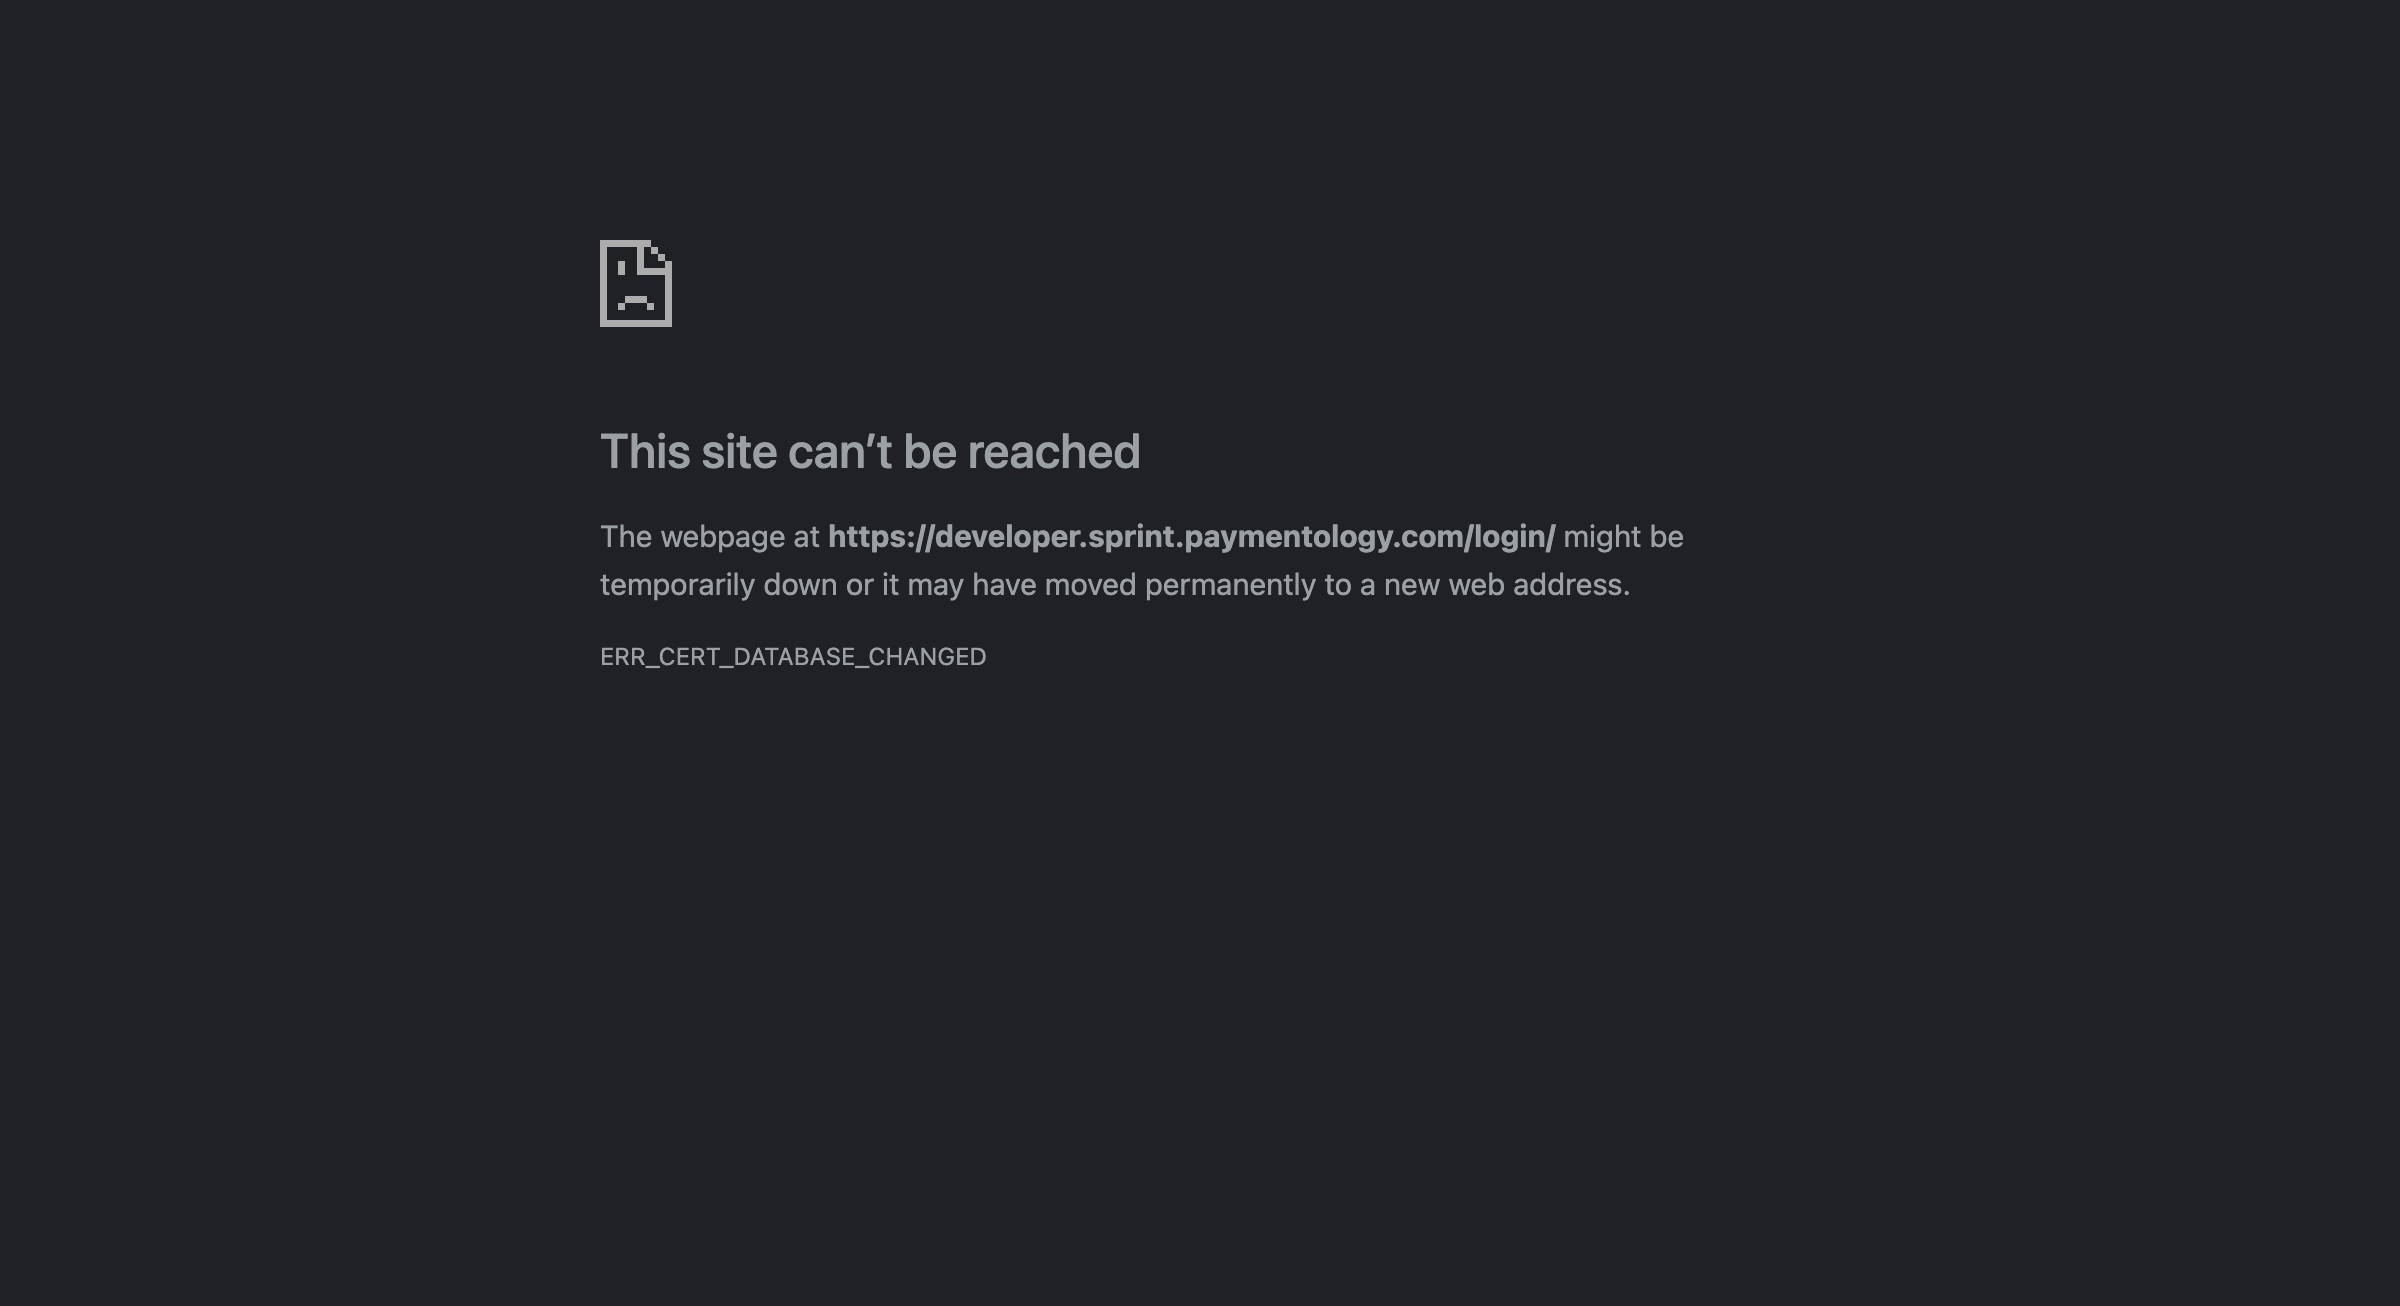 This site can’t be reached
The webpage at https://developer.sprint.paymentology.com/login/ might be
temporarily down or it may have moved permanently to a new web address.
ERR_CERT_DATABASE_CHANGED